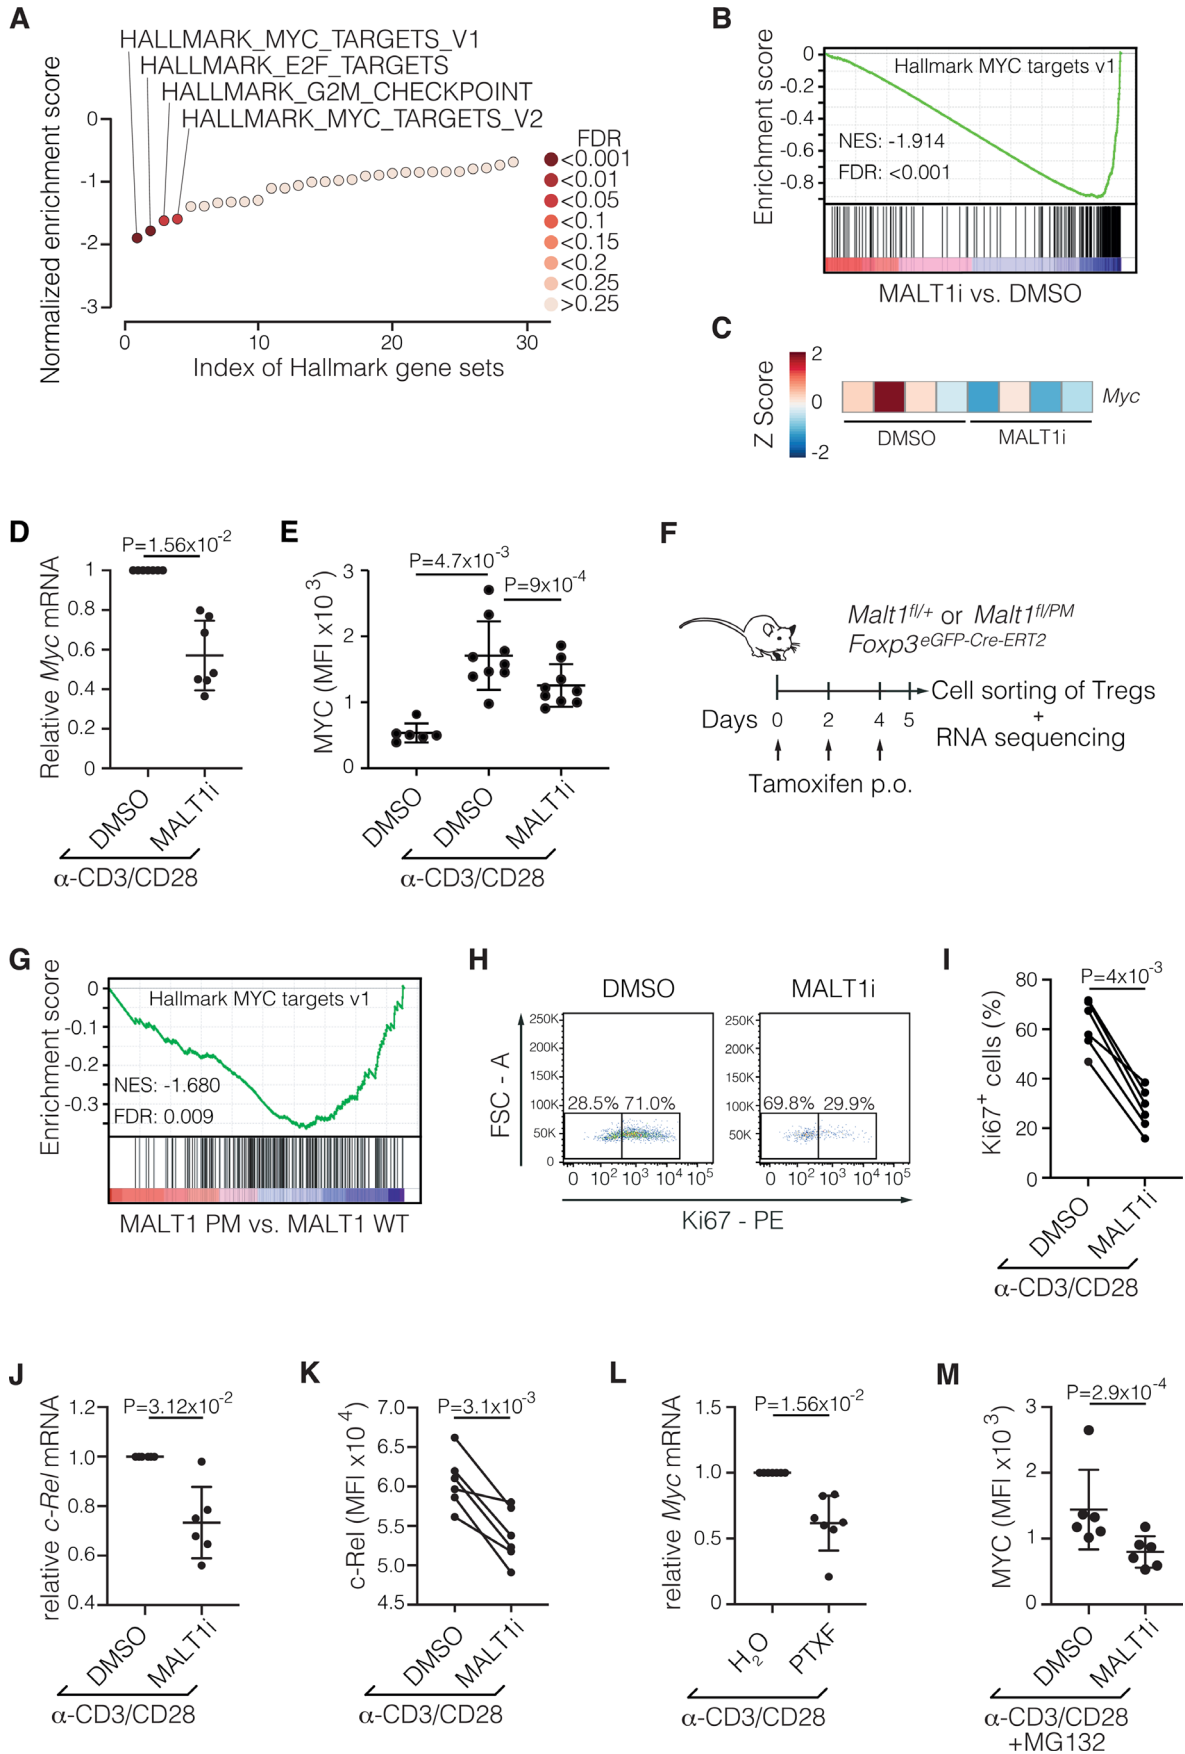 A
HALLMARK_MYC_TARGETS_V1
HALLMARK_E2F_TARGETS
HALLMARK_G2M_CHECKPOINT
HALLMARK_MYC_TARGETS_V2
Normalized enrichment score
0
-1
-2
-3
0
10
20
30
Index of Hallmark gene sets
FDR
<0.001
<0.01
<0.05
<0.1
<0.15
<0.2
<0.25
>0.25
B
Enrichment score
0
-0.2
-0.4
-0.6
-0.8
Hallmark MYC targets v1
NES: -1.914
FDR: <0.001
MALT1i vs. DMSO
C
Z Score
2
0
-2
Myc
DMSO
MALT1i
D
P=1.56x10-2
Relative Myc mRNA
1
0.8
0.6
0.4
0.2
0
DMSO
MALT1i
α-CD3/CD28
E
P=4.7x10-3
P=9x10-4
MYC (MFI x10 3)
3
2
1
0
DMSO
DMSO
MALT1i
α-CD3/CD28
F
Malt1fl/+ or Malt1fl/PM
Foxp3eGFP-Cre-ERT2
Days 0 2 4 5
Cell sorting of Tregs
+
RNA sequencing
Tamoxifen p.o.
G
Enrichment score
0
-0.1
-0.2
-0.3
Hallmark MYC targets v1
NES: -1.680
FDR: 0.009
MALT1 PM vs. MALT1 WT
H
DMSO
MALT1i
FSC - A
250K
200K
150K
100K
50K
0
28.5% 71.0%
0 102 103 104 105
250K
200K
150K
100K
50K
0
69.8% 29.9%
0 102 103 104 105
Ki67 - PE
I
P=4x10-3
Ki67+ cells (%)
80
60
40
20
0
DMSO
MALT1i
α-CD3/CD28
J
P=3.12x10-2
relative c-Rel mRNA
1.2
1.0
0.8
0.6
0.4
DMSO
MALT1i
α-CD3/CD28
K
P=3.1x10-3
c-Rel (MFI x10 4)
7.0
6.5
6.0
5.5
5.0
4.5
DMSO
MALT1i
α-CD3/CD28
L
P=1.56x10-2
relative Myc mRNA
1.5
1.0
0.5
0
H2O
PTXF
α-CD3/CD28
M
P=2.9x10-4
MYC (MFI x10 3)
3
2
1
0
DMSO
MALT1i
α-CD3/CD28
+MG132